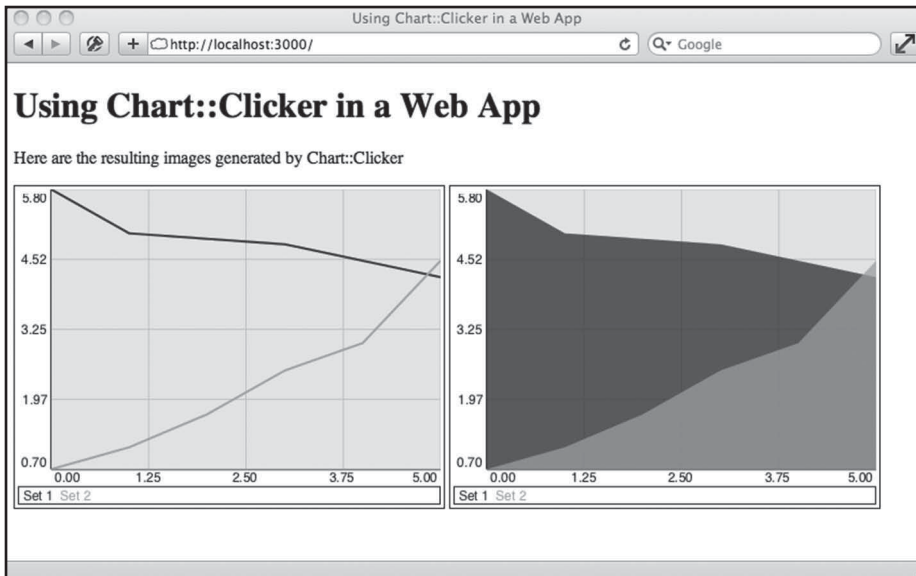 Using Chart::Clicker in a Web App
http://localhost:3000/
Google
Using Chart::Clicker in a Web App
Here are the resulting images generated by Chart::Clicker
5.80
4.52
3.25
1.97
0.70
0.00 1.25 2.50 3.75 5.00
Set 1 Set 2
5.80
4.52
3.25
1.97
0.70
0.00 1.25 2.50 3.75 5.00
Set 1 Set 2